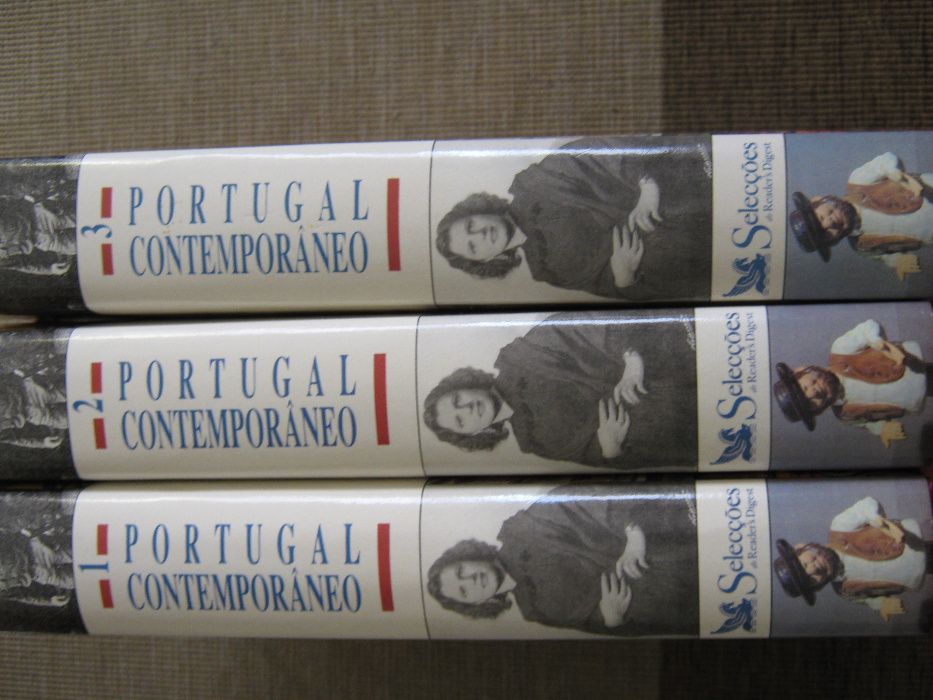 3
PORTUGAL
CONTEMPORÂNEO
Selecções
do Reader's Digest
2
PORTUGAL
CONTEMPORÂNEO
Selecções
do Reader's Digest
1
PORTUGAL
CONTEMPORÂNEO
Selecções
do Reader's Digest